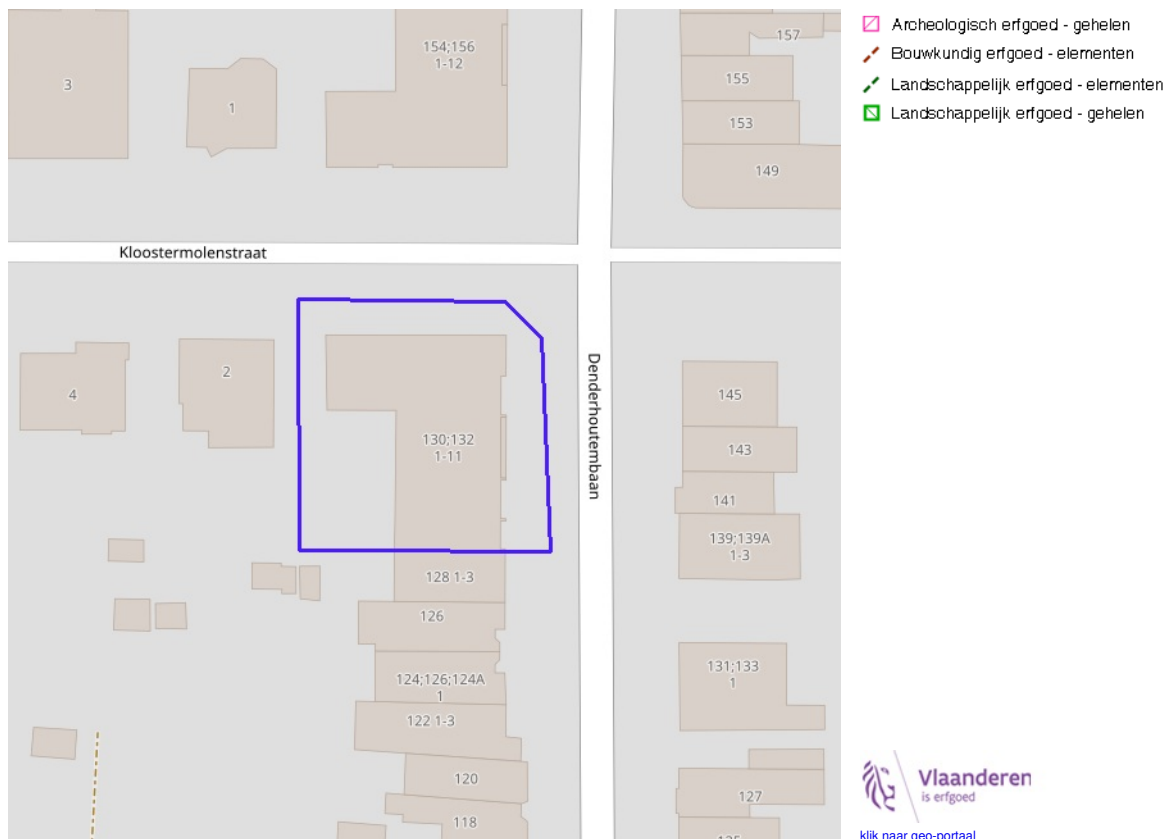 154;156
1-12
157
3
155
1
153
149
Kloostermolenstraat
Denderhoutembaan
2
4
145
130;132
1-11
143
141
139;139A
1-3
128 1-3
126
124;126;124A
1
131;133
1
122 1-3
120
127
118
Archeologisch erfgoed - gehelen
Bouwkundig erfgoed - elementen
Landschappelijk erfgoed - elementen
Landschappelijk erfgoed - gehelen
Vlaanderen
is erfgoed
klik naar geo-portaal